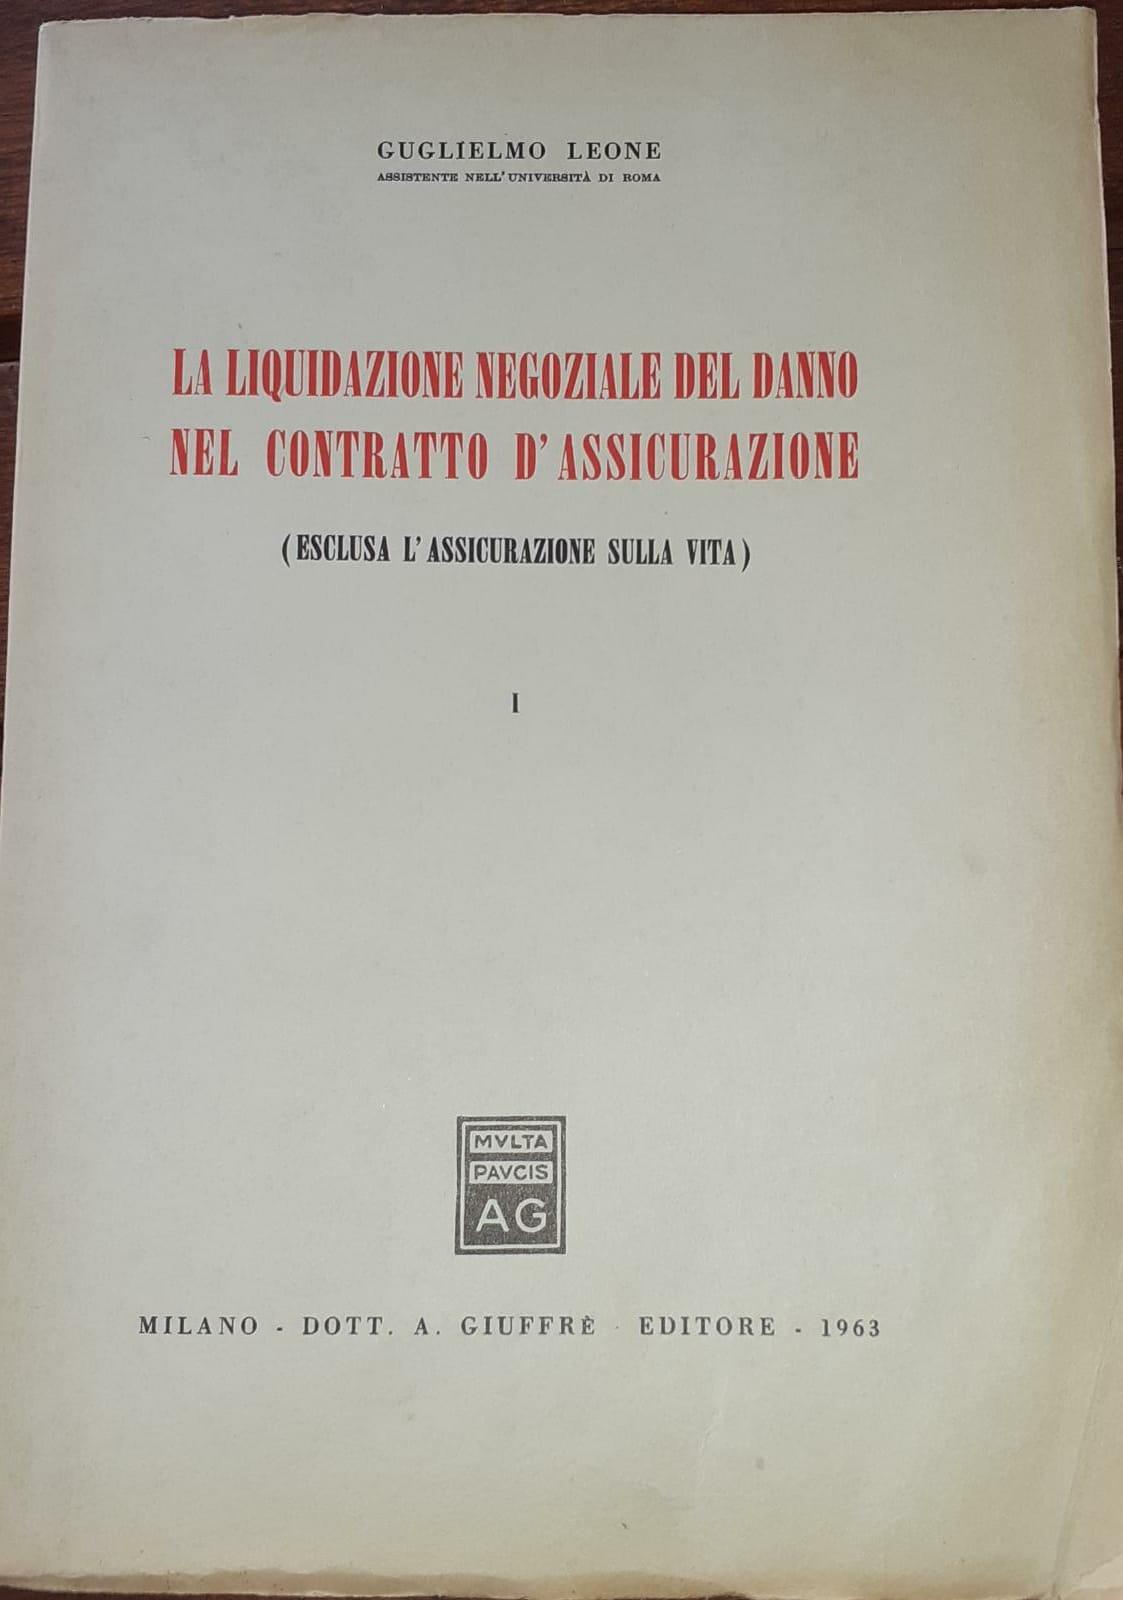 GUGLIELMO LEONE
ASSISTENTE NELL'UNIVERSITÀ DI ROMA
LA LIQUIDAZIONE NEGOZIALE DEL DANNO
NEL CONTRATTO D'ASSICURAZIONE
(ESCLUSA L'ASSICURAZIONE SULLA VITA)
I
MVLTA
PAVCIS
AG
MILANO - DOTT. A. GIUFFRÈ - EDITORE - 1963